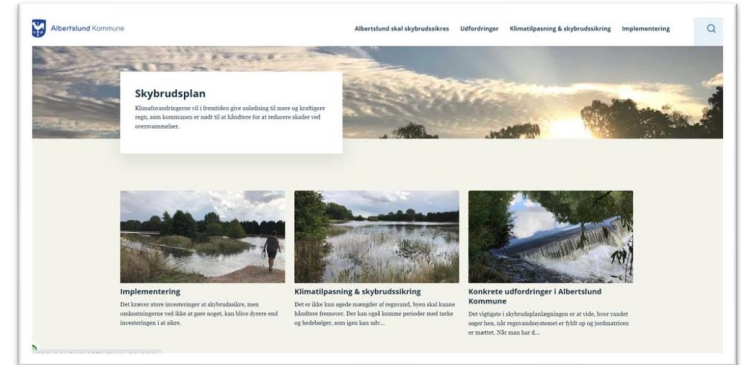 Albertslund Kommune
Albertslund skal skybrudssikres Udfordringer Klimatilpasning & skybrudssikring Implementering
Skybrudsplan
Klimaforandringerne vil i fremtiden give anledning til mere og kraftigere
regn, som kommunen er nødt til at håndtere for at reducere skader ved
oversvømmelser.
Implementering
Det kræver store investeringer at skybrudssikre, men
omkostningerne ved ikke at gøre noget, kan blive dyrere end
investeringen i at sikre.
Klimatilpasning & skybrudssikring
Det er ikke kun øgede mængder af regnvand, byen skal kunne
håndtere fremover. Der kan også komme perioder med tørke
og hedebølger, som igen kan udv...
Konkrete udfordringer i Albertslund
Kommune
Det vigtigste i skybrudsplanlægningen er at vide, hvor vandet
søger hen, når regnvandssystemet er fyldt op og jordmatricen
er mættet. Når man har d...